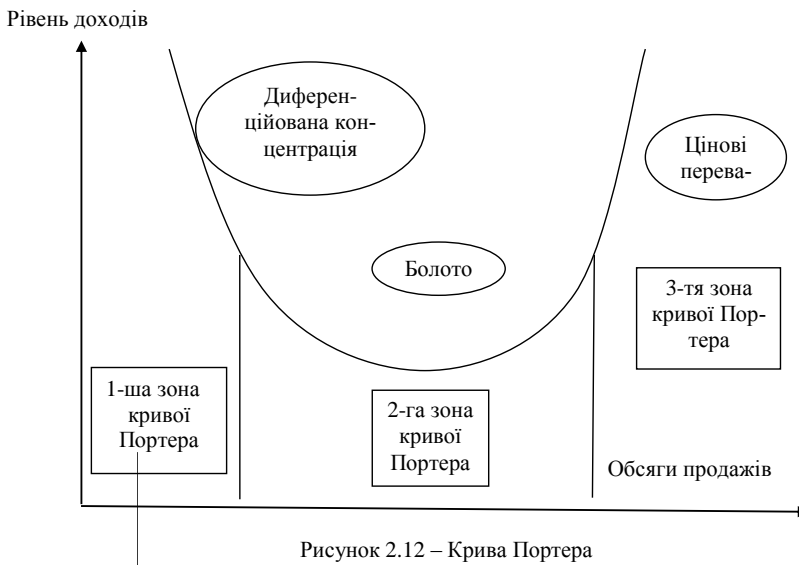 Рівень доходів
Диферен-
ційована кон-
центрація
Цінові
перева-
Болото
3-тя зона
кривої Пор-
тера
1-ша зона
кривої
Портера
2-га зона
кривої
Портера
Обсяги продажів
Рисунок 2.12 – Крива Портера